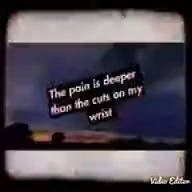 The pain is deeper
than the cuts on my
wrist
Video Editor